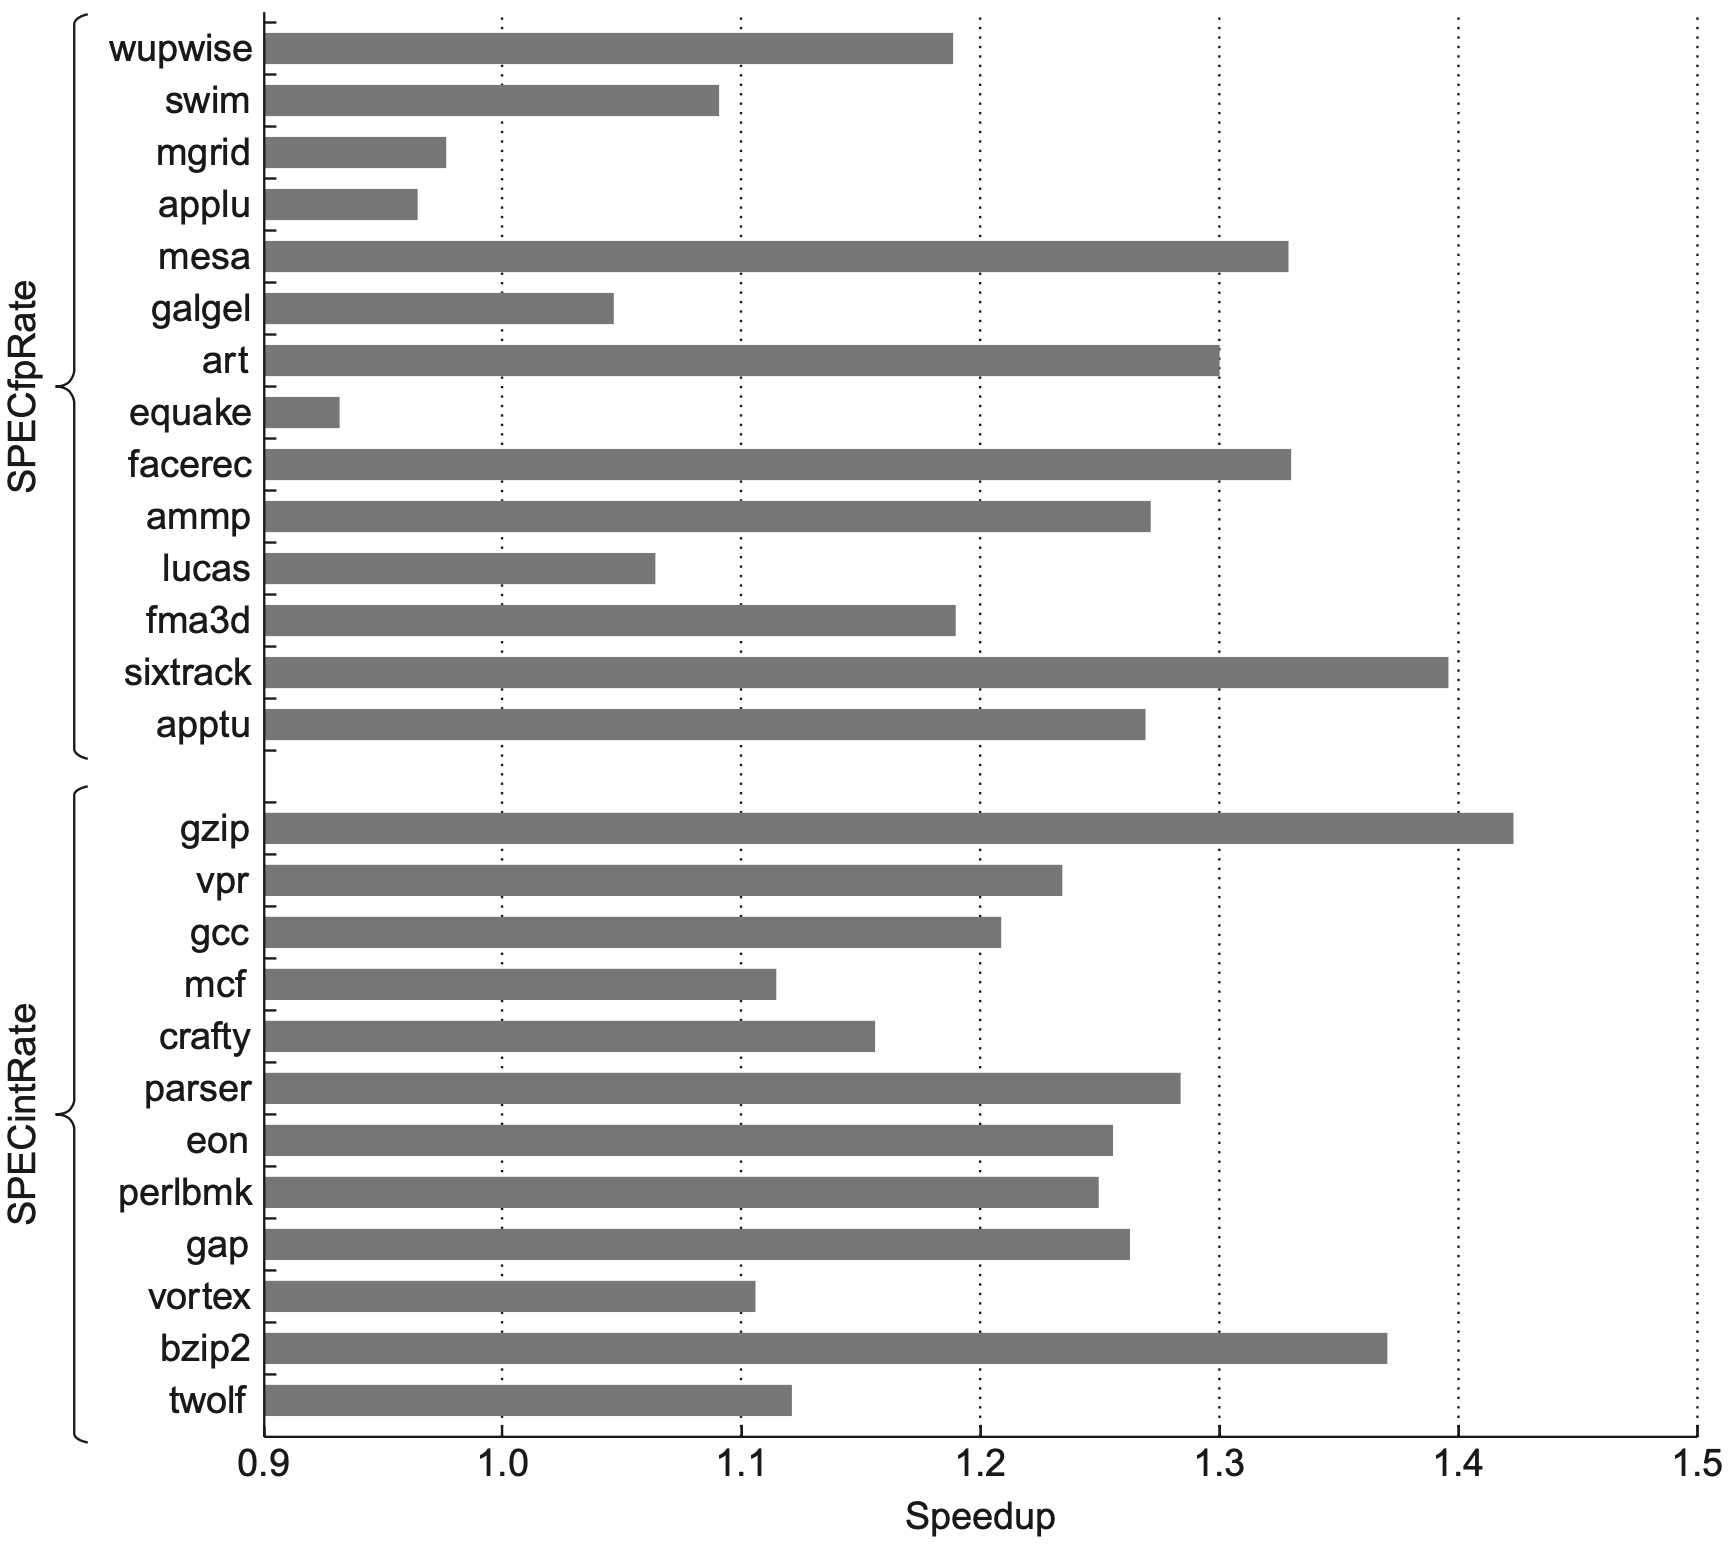 SPECfpRate
wupwise
swim
mgrid
applu
mesa
galgel
art
equake
facerec
ammp
lucas
fma3d
sixtrack
apptu
SPECintRate
gzip
vpr
gcc
mcf
crafty
parser
eon
perlbmk
gap
vortex
bzip2
twolf
0.9 1.0 1.1 1.2 1.3 1.4 1.5
Speedup